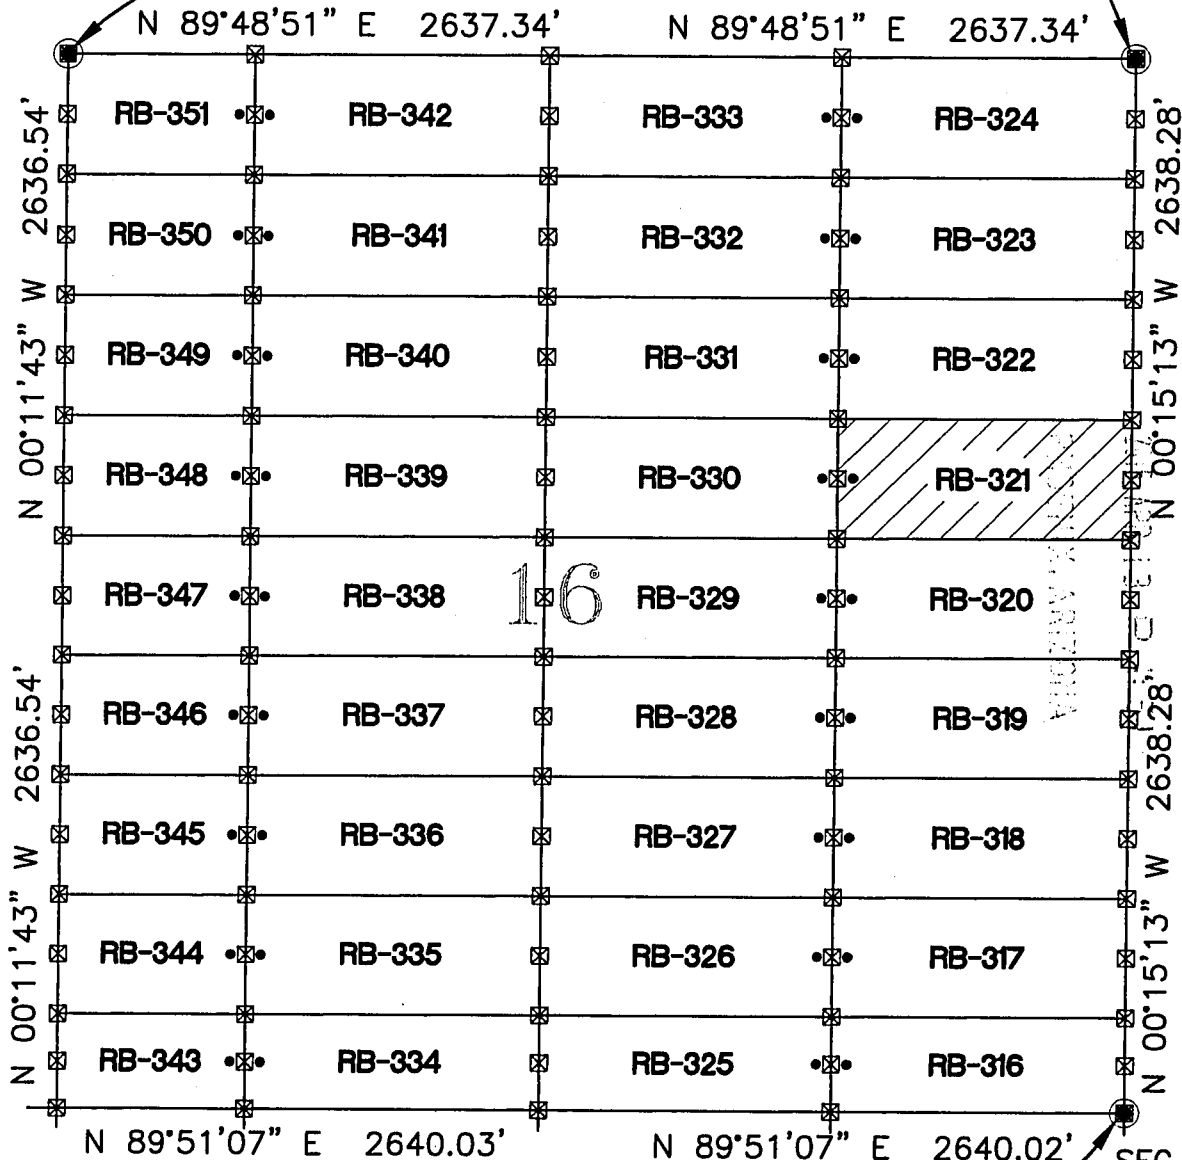 N 89°48'51" E 2637.34' N 89°48'51" E 2637.34'
RB-351 RB-342 RB-333 RB-324
RB-350 RB-341 RB-332 RB-323
RB-349 RB-340 RB-331 RB-322
RB-348 RB-339 RB-330 RB-321
RB-347 RB-338 16 RB-329 RB-320
RB-346 RB-337 RB-328 RB-319
RB-345 RB-336 RB-327 RB-318
RB-344 RB-335 RB-326 RB-317
RB-343 RB-334 RB-325 RB-316
N 00°11'43" W 2636.54'
N 00°11'43" W 2636.54'
N 00°15'13" W 2638.28'
N 00°15'13" W 2638.28'
N 89°51'07" E 2640.03' N 89°51'07" E 2640.02'